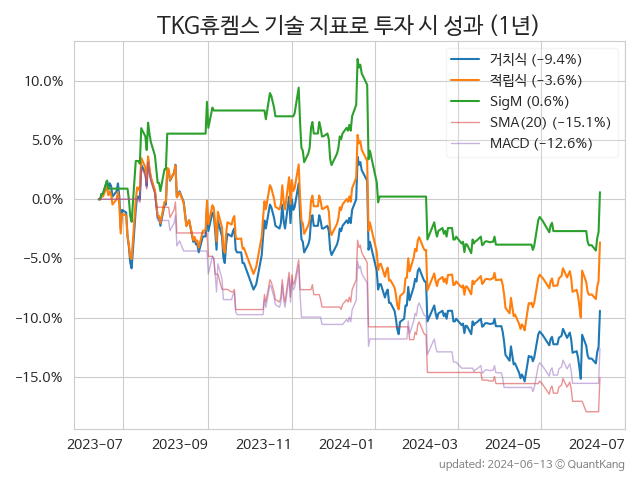 TKG휴켐스 기술 지표로 투자 시 성과 (1년)
거치식 (−9.4%)
적립식 (−3.6%)
SigM (0.6%)
SMA(20) (−15.1%)
MACD (−12.6%)
10.0%
5.0%
0.0%
−5.0%
−10.0%
−15.0%
2023-07 2023-09 2023-11 2024-01 2024-03 2024-05 2024-07
updated: 2024-06-13 © QuantKang